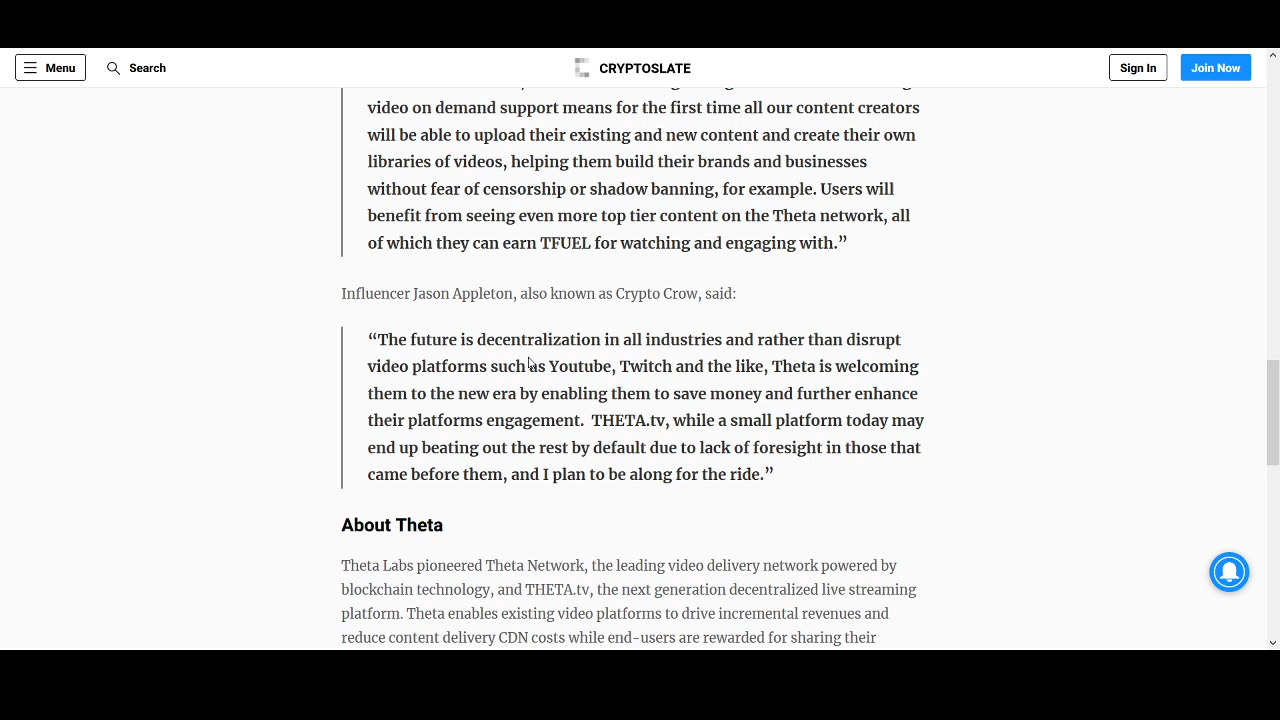 Menu
Search
CRYPTOSLATE
Sign In
Join Now
video on demand support means for the first time all our content creators
will be able to upload their existing and new content and create their own
libraries of videos, helping them build their brands and businesses
without fear of censorship or shadow banning, for example. Users will
benefit from seeing even more top tier content on the Theta network, all
of which they can earn TFUEL for watching and engaging with.”
Influencer Jason Appleton, also known as Crypto Crow, said:
“The future is decentralization in all industries and rather than disrupt
video platforms such as Youtube, Twitch and the like, Theta is welcoming
them to the new era by enabling them to save money and further enhance
their platforms engagement.  THETA.tv, while a small platform today may
end up beating out the rest by default due to lack of foresight in those that
came before them, and I plan to be along for the ride.”
About Theta
Theta Labs pioneered Theta Network, the leading video delivery network powered by
blockchain technology, and THETA.tv, the next generation decentralized live streaming
platform. Theta enables existing video platforms to drive incremental revenues and
reduce content delivery CDN costs while end-users are rewarded for sharing their